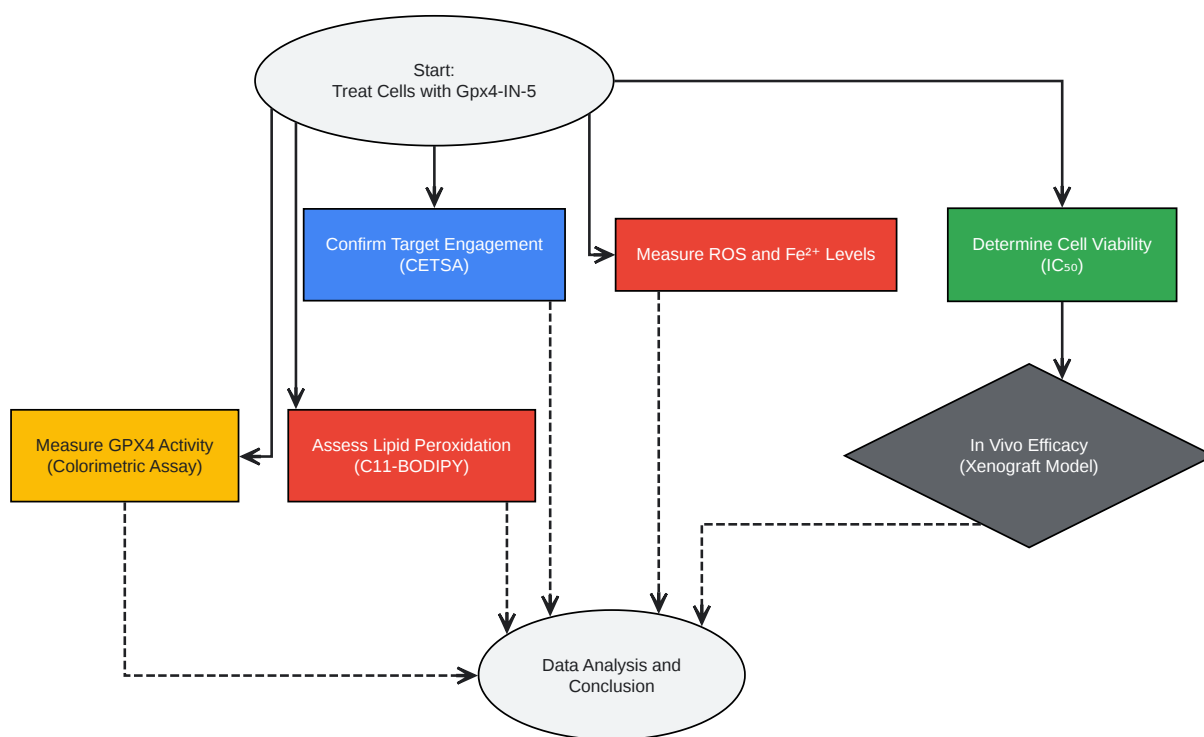 Start:
Treat Cells with Gpx4-IN-5
Confirm Target Engagement
(CETSA)
Measure ROS and Fe²⁺ Levels
Determine Cell Viability
(IC₅₀)
Measure GPX4 Activity
(Colorimetric Assay)
Assess Lipid Peroxidation
(C11-BODIPY)
In Vivo Efficacy
(Xenograft Model)
Data Analysis and
Conclusion